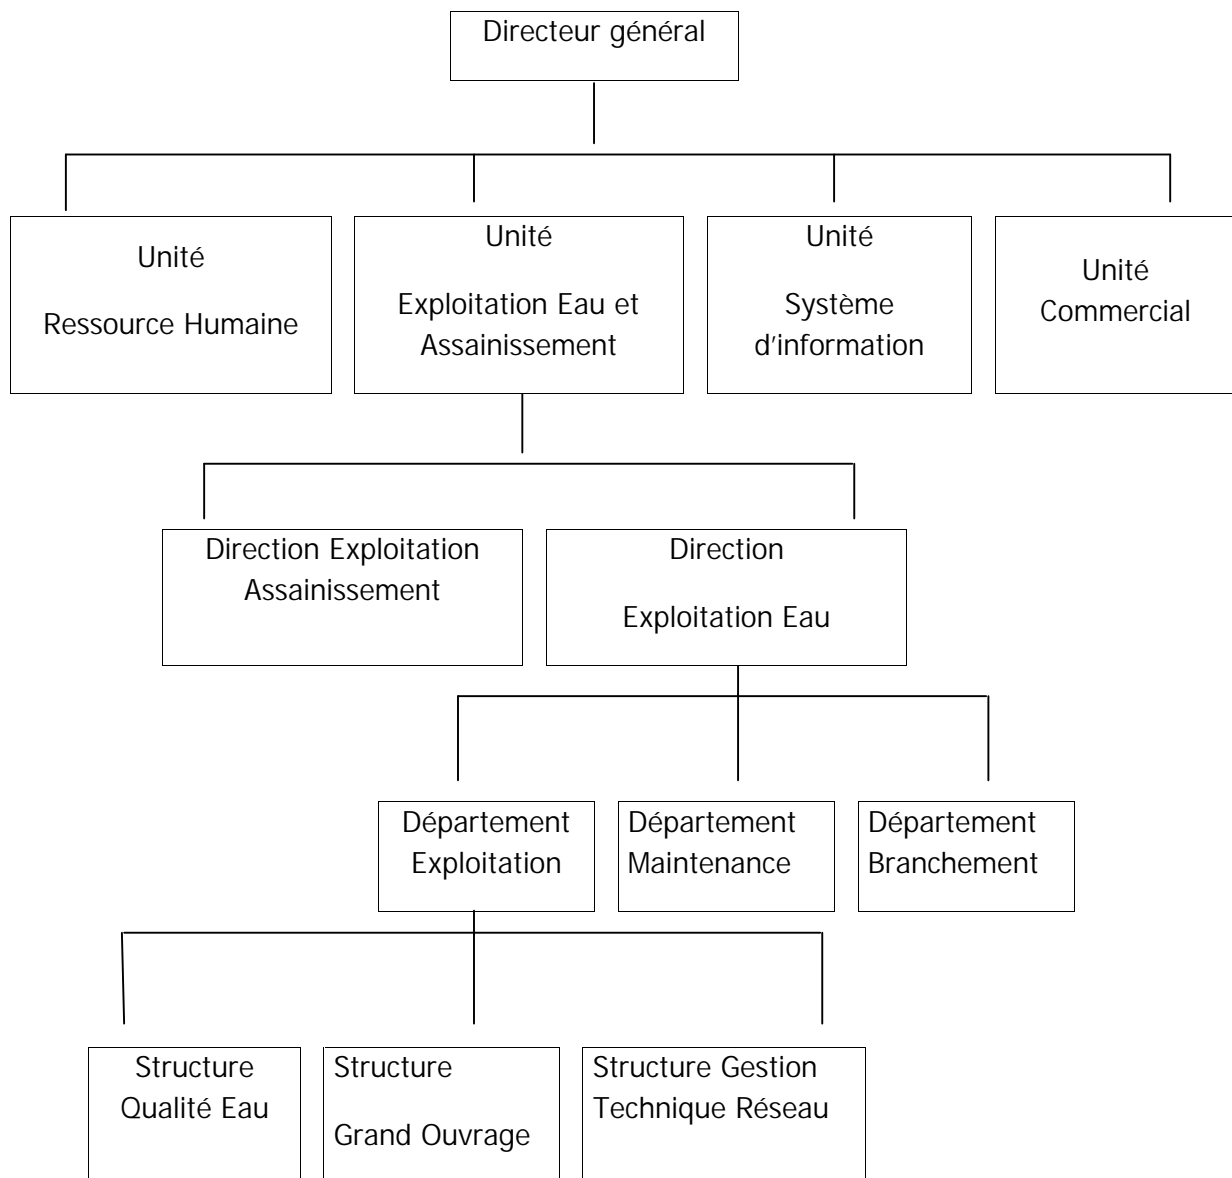 Directeur général
Unité
Ressource Humaine
Unité
Exploitation Eau et
Assainissement
Unité
Système
d'information
Unité
Commercial
Direction Exploitation
Assainissement
Direction
Exploitation Eau
Département
Exploitation
Département
Maintenance
Département
Branchement
Structure
Qualité Eau
Structure
Grand Ouvrage
Structure Gestion
Technique Réseau